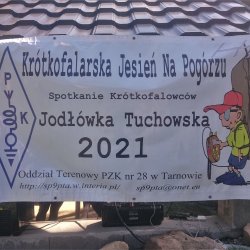 Krótkofalarska Jesień Na Pogórzu
Spotkanie Krótkofalowców
Jodłówka Tuchowska
2021
Oddział Terenowy PZK nr 28 w Tarnowie
http://sp9pta.w.interia.pl/ sp9pta@onet.eu
P
Z
K